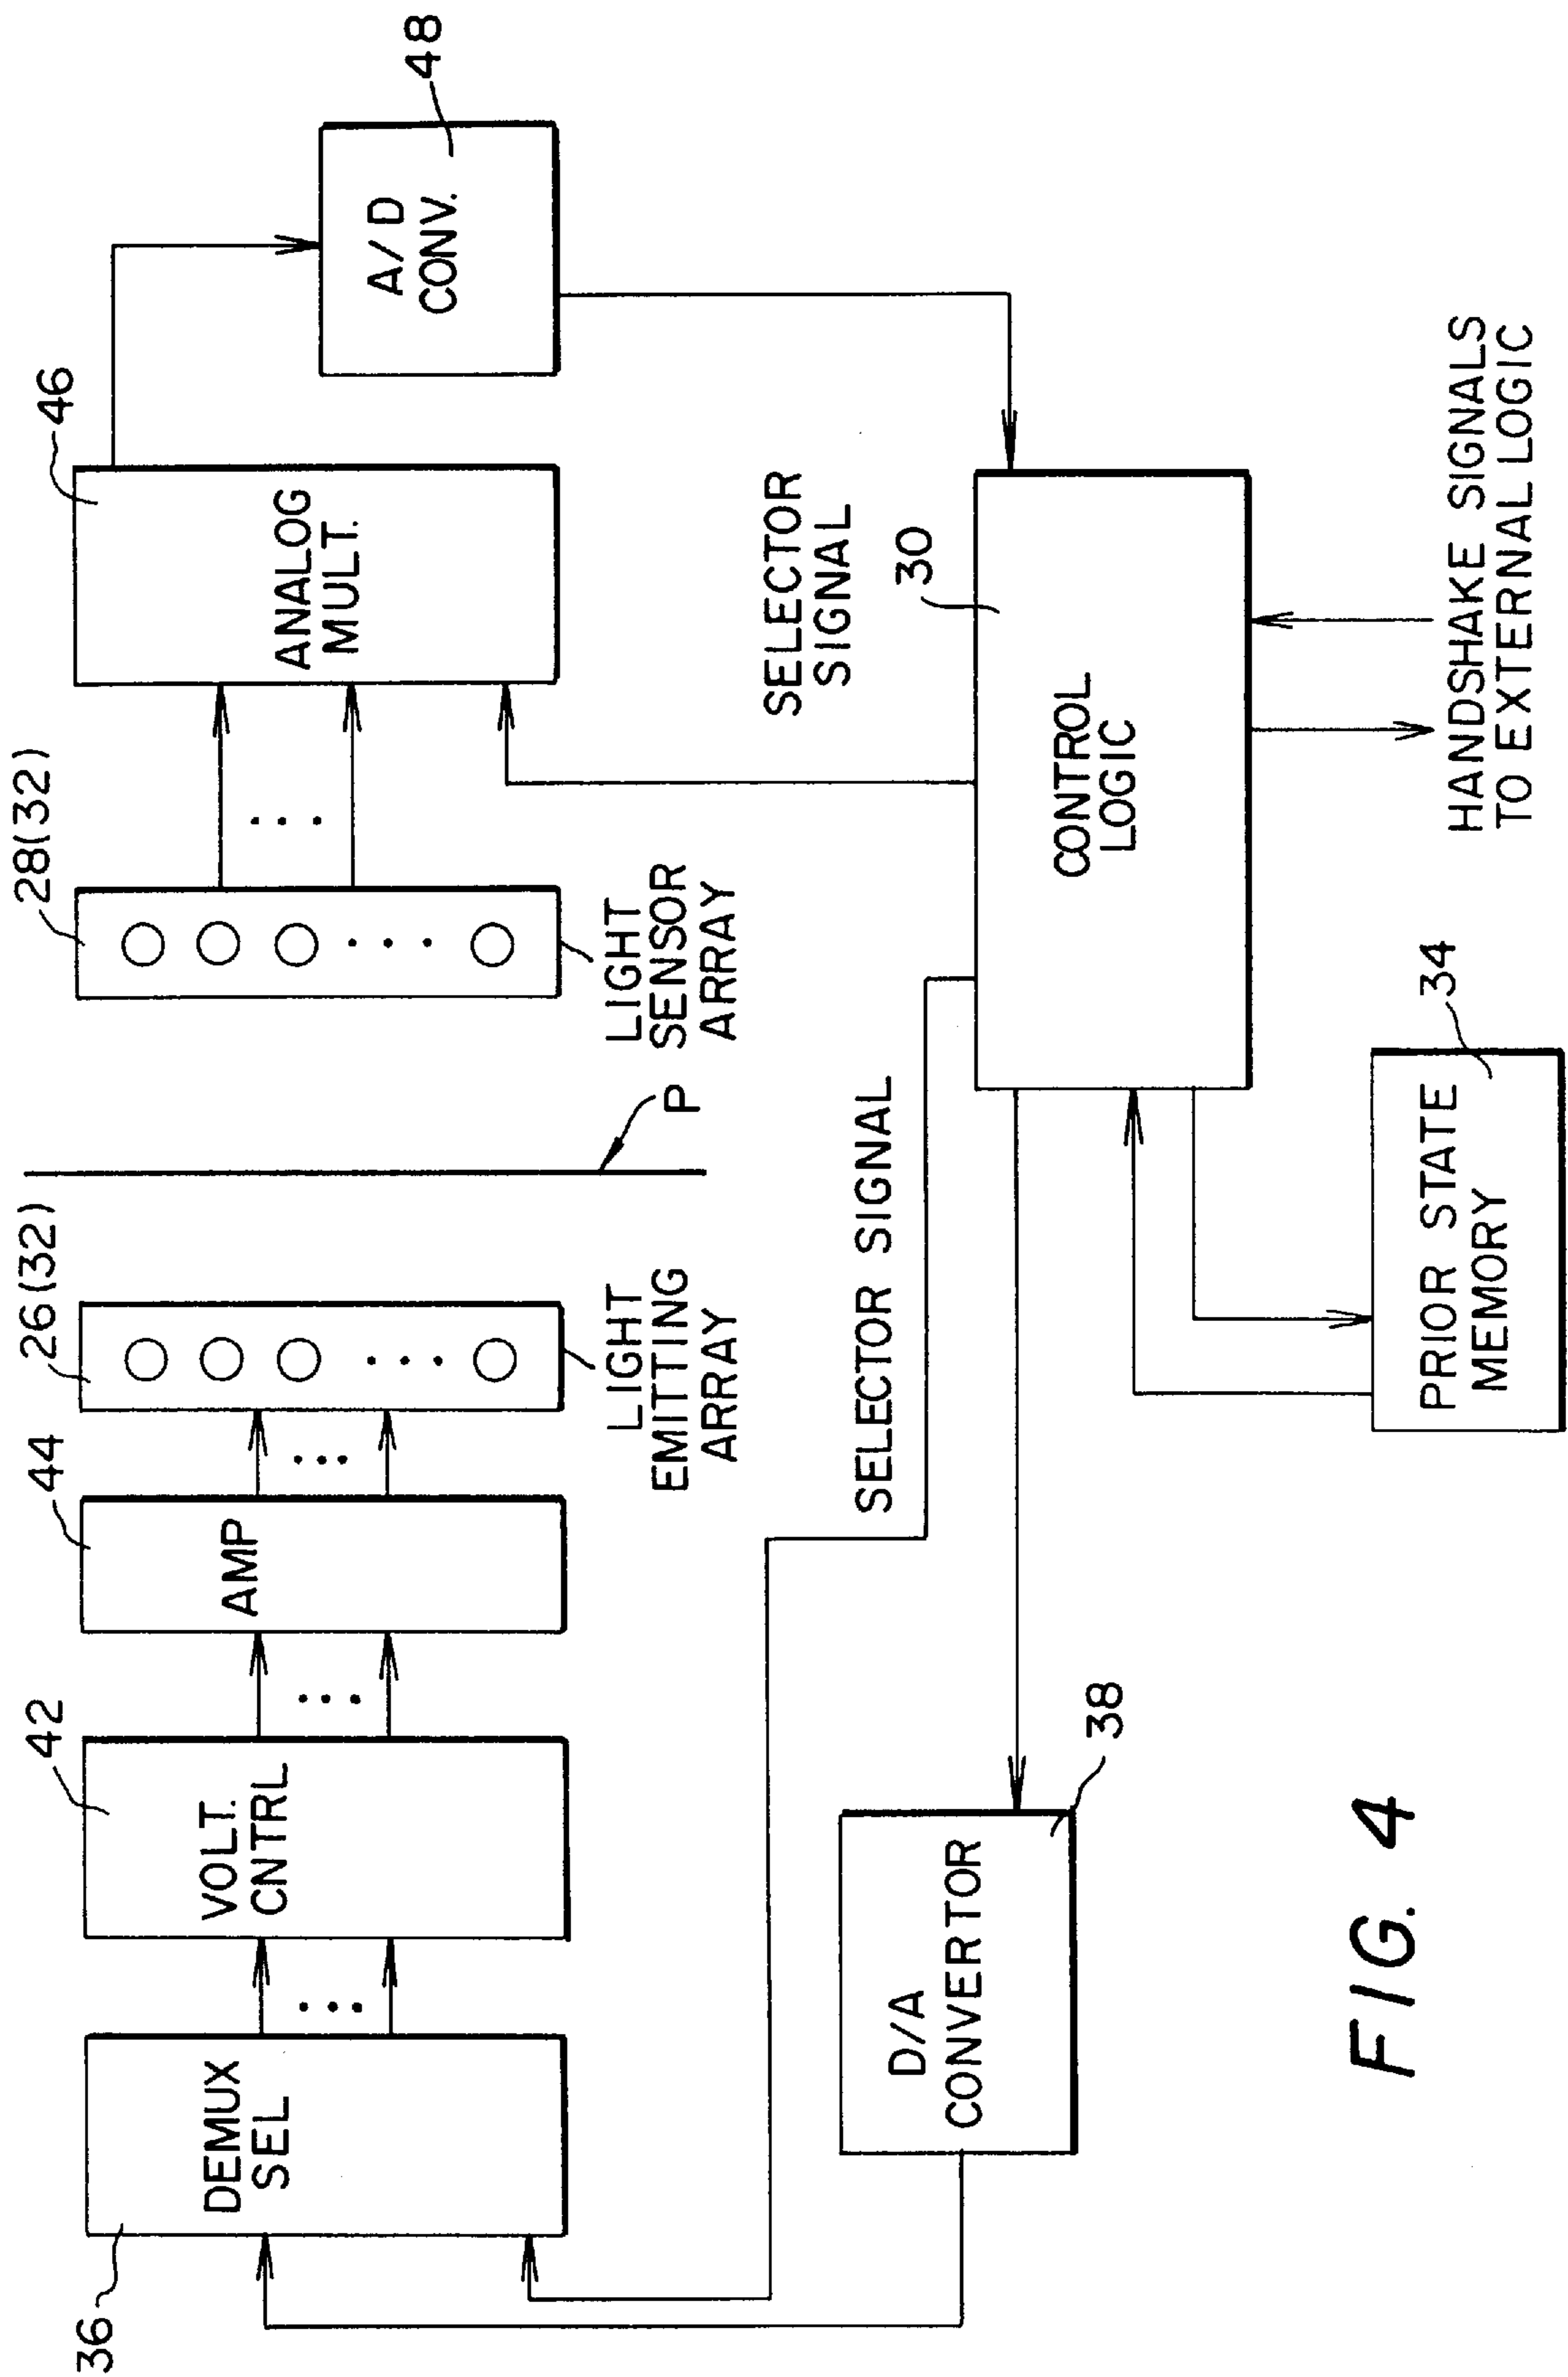 36
DEMUX
SEL
42
VOLT.
CNTRL
44
AMP
26(32)
LIGHT
EMITTING
ARRAY
P
28(32)
LIGHT
SENSOR
ARRAY
46
ANALOG
MULT.
48
A/D
CONV.
SELECTOR
SIGNAL
SELECTOR SIGNAL
30
CONTROL
LOGIC
D/A
CONVERTOR
38
34
PRIOR STATE
MEMORY
HANDSHAKE SIGNALS
TO EXTERNAL LOGIC
FIG. 4